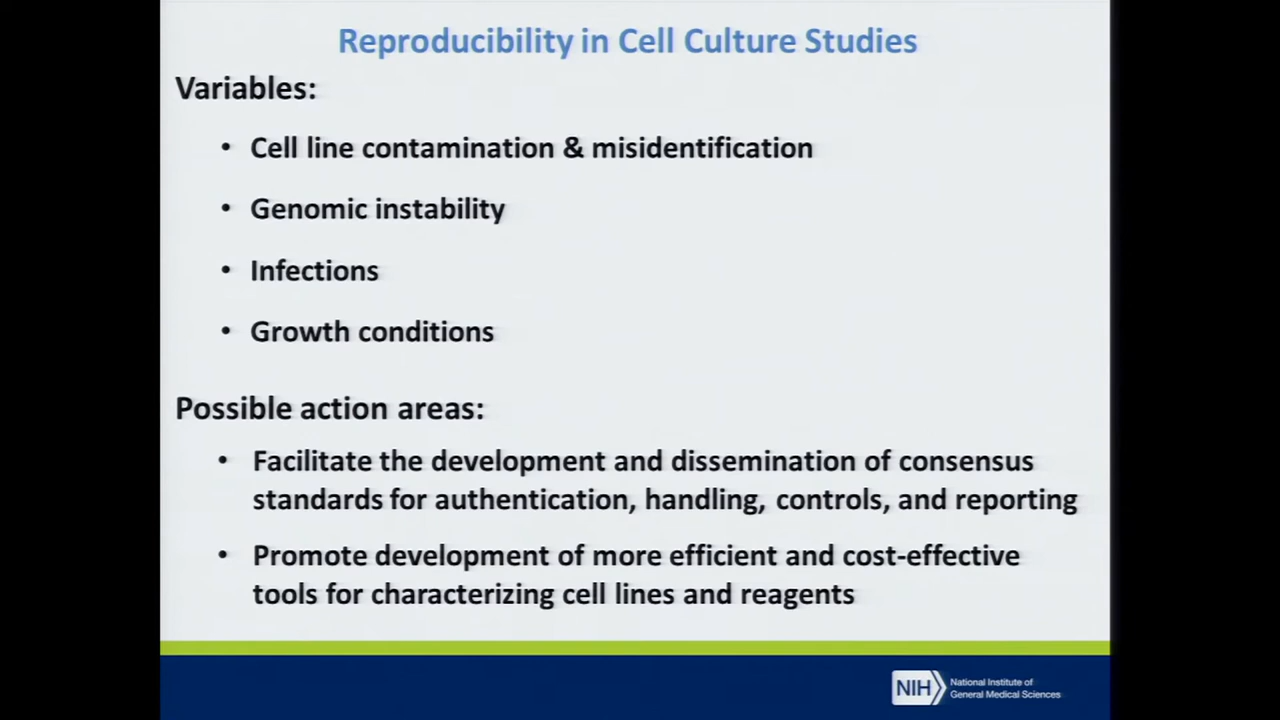 Reproducibility in Cell Culture Studies
Variables:
• Cell line contamination & misidentification
• Genomic instability
• Infections
• Growth conditions
Possible action areas:
• Facilitate the development and dissemination of consensus
standards for authentication, handling, controls, and reporting
• Promote development of more efficient and cost-effective
tools for characterizing cell lines and reagents
NIH
National Institute of
General Medical Sciences